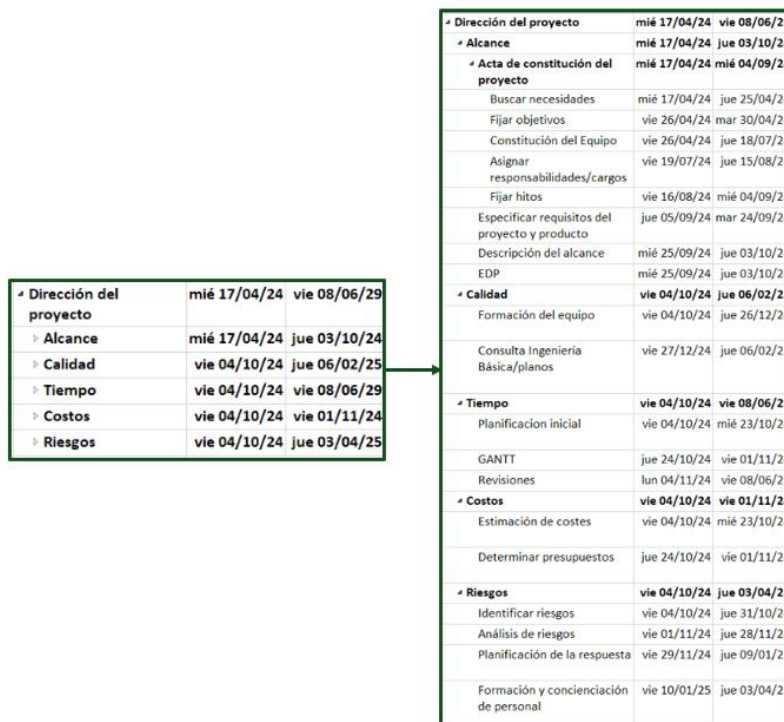 Dirección del proyecto mié 17/04/24 vie 08/06/29
Alcance mié 17/04/24 jue 03/10/24
Calidad vie 04/10/24 jue 06/02/25
Tiempo vie 04/10/24 vie 08/06/29
Costos vie 04/10/24 vie 01/11/24
Riesgos vie 04/10/24 jue 03/04/25
Dirección del proyecto mié 17/04/24 vie 08/06/2
Alcance mié 17/04/24 jue 03/10/2
Acta de constitución del mié 17/04/24 mié 04/09/2
proyecto
Buscar necesidades mié 17/04/24 jue 25/04/2
Fijar objetivos vie 26/04/24 mar 30/04/2
Constitución del Equipo vie 26/04/24 jue 18/07/2
Asignar vie 19/07/24 jue 15/08/2
responsabilidades/cargos
Fijar hitos vie 16/08/24 mié 04/09/2
Especificar requisitos del jue 05/09/24 mar 24/09/2
proyecto y producto
Descripción del alcance mié 25/09/24 jue 03/10/2
EDP mié 25/09/24 jue 03/10/2
Calidad vie 04/10/24 jue 06/02/2
Formación del equipo vie 04/10/24 jue 26/12/2
Consulta Ingeniería vie 27/12/24 jue 06/02/2
Básica/planos
Tiempo vie 04/10/24 vie 08/06/2
Planificacion inicial vie 04/10/24 mié 23/10/2
GANTT jue 24/10/24 vie 01/11/2
Revisiones lun 04/11/24 vie 08/06/2
Costos vie 04/10/24 vie 01/11/2
Estimación de costes vie 04/10/24 mié 23/10/2
Determinar presupuestos jue 24/10/24 vie 01/11/2
Riesgos vie 04/10/24 jue 03/04/2
Identificar riesgos vie 04/10/24 jue 31/10/2
Análisis de riesgos vie 01/11/24 jue 28/11/2
Planificación de la respuesta vie 29/11/24 jue 09/01/2
Formación y concienciación vie 10/01/25 jue 03/04/2
de personal